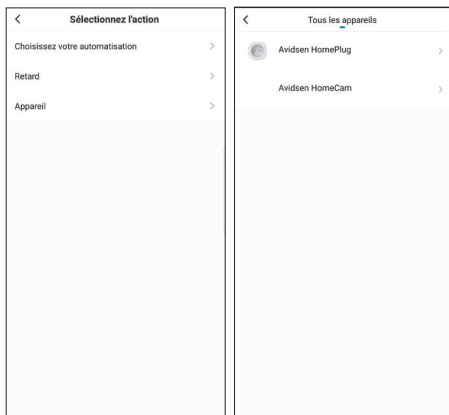 Sélectionnez l'action
Choisissez votre automatisation
Retard
Appareil
Tous les appareils
Avidsen HomePlug
Avidsen HomeCam